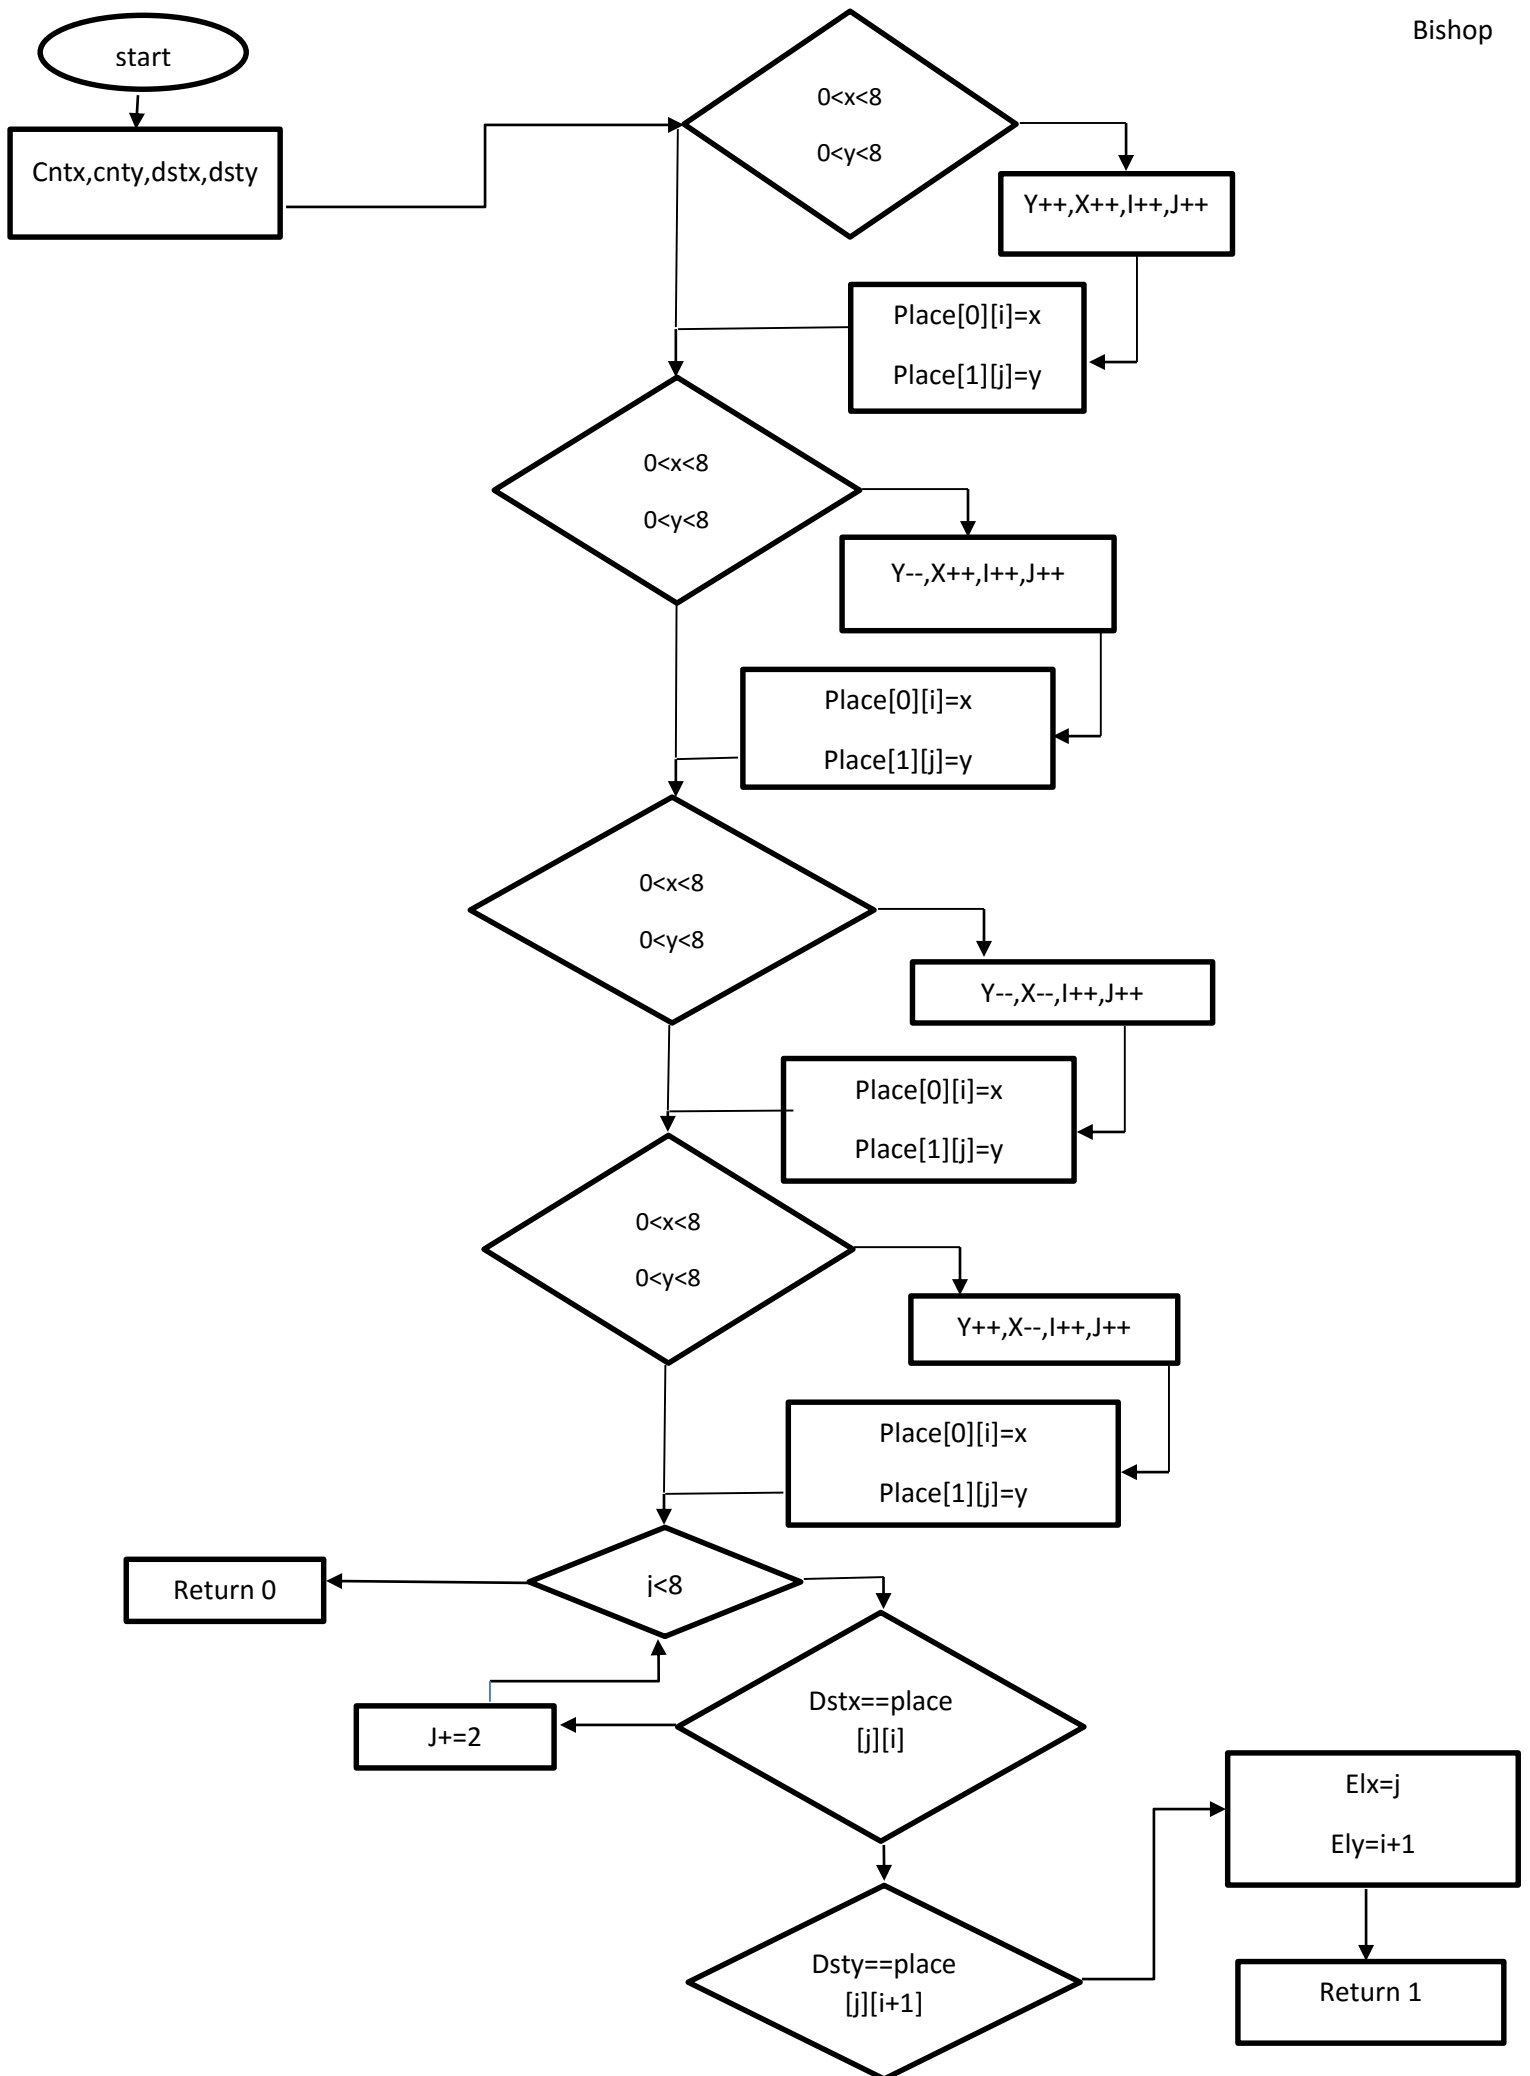 Bishop
start
Cntx,cnty,dstx,dsty
0<x<8
0<y<8
Y++,X++,I++,J++
Place[0][i]=x
Place[1][j]=y
0<x<8
0<y<8
Y--,X++,I++,J++
Place[0][i]=x
Place[1][j]=y
0<x<8
0<y<8
Y--,X--,I++,J++
Place[0][i]=x
Place[1][j]=y
0<x<8
0<y<8
Y++,X--,I++,J++
Place[0][i]=x
Place[1][j]=y
j<8
Return 0
Dstx==place
[j][i]
J+=2
Elx=j
Ely=i+1
Dsty==place
[j][i+1]
Return 1